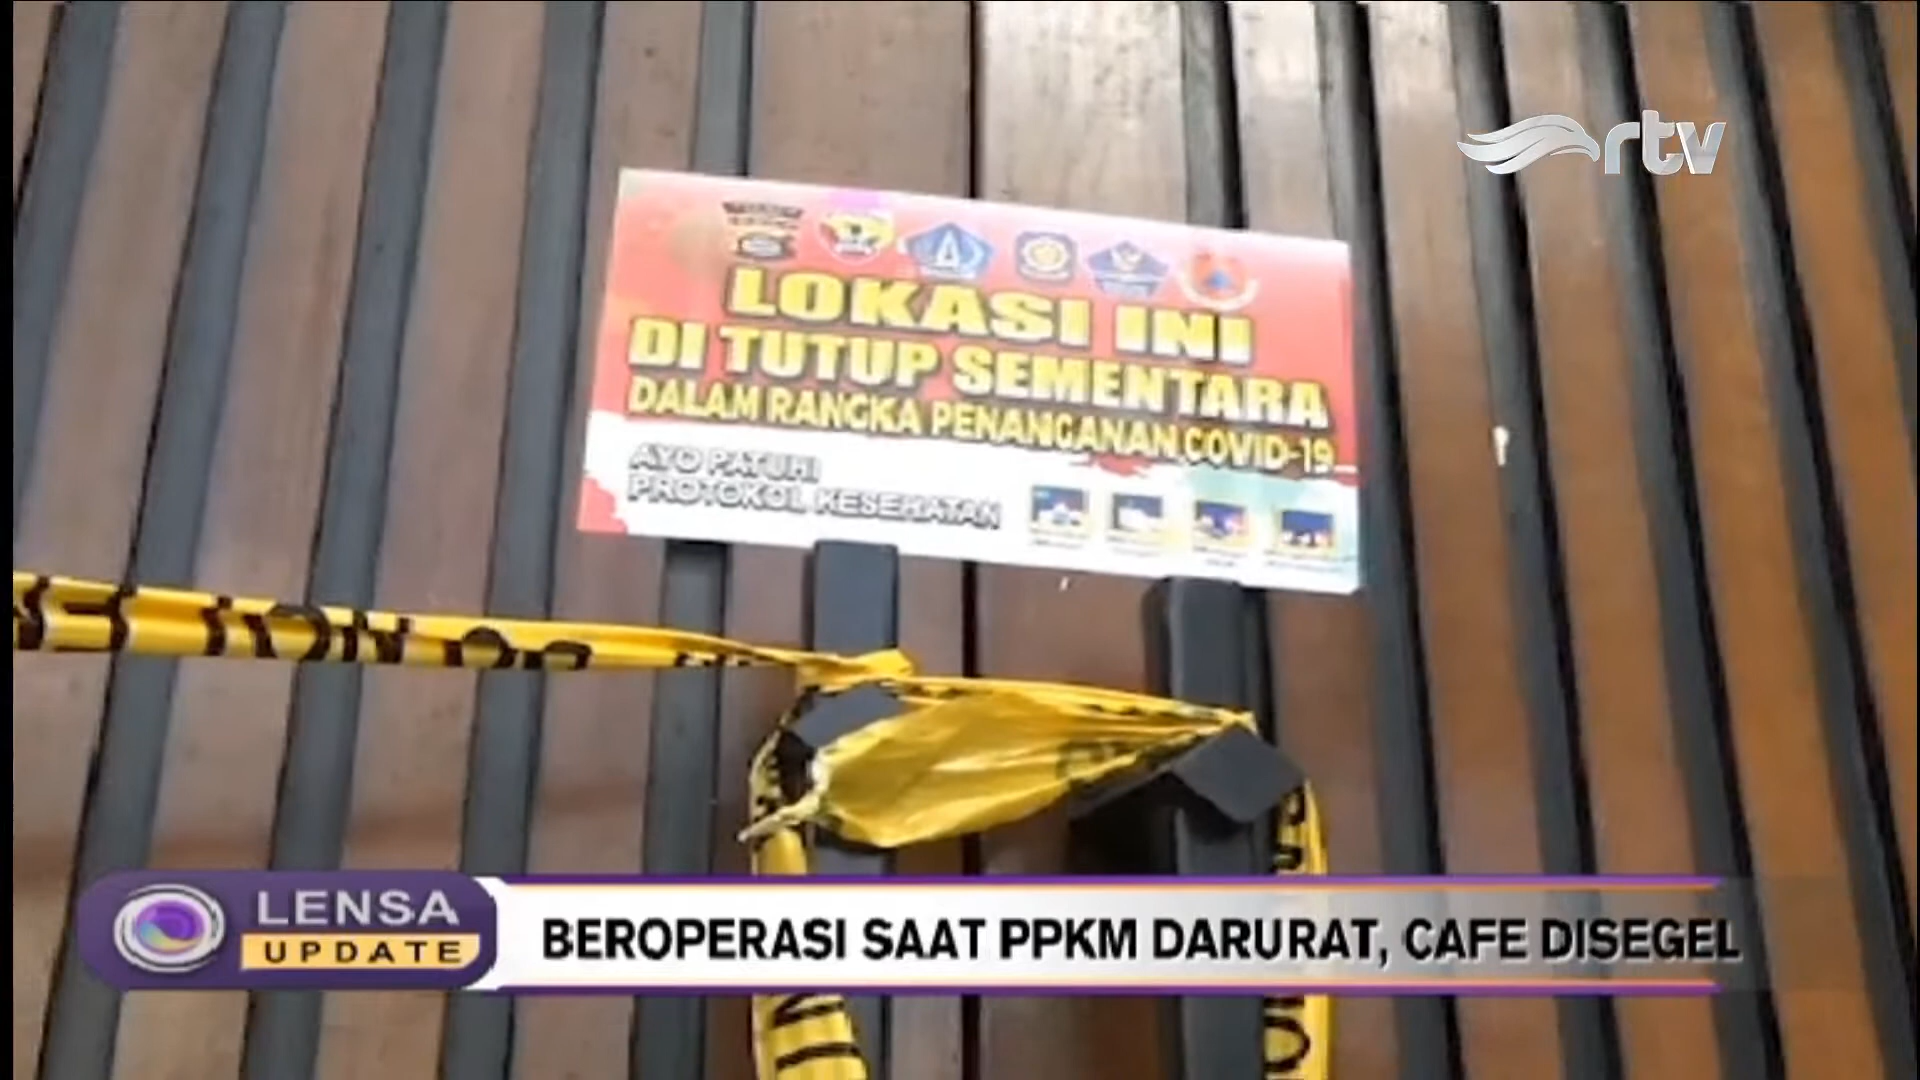 rtv
LOKASI INI
DI TUTUP SEMENTARA
DALAM RANGKA PENANGANAN COVID-19
AYO PATUHI
PROTOKOL KESEHATAN
LENSA
UPDATE
BEROPERASI SAAT PPKM DARURAT, CAFE DISEGEL